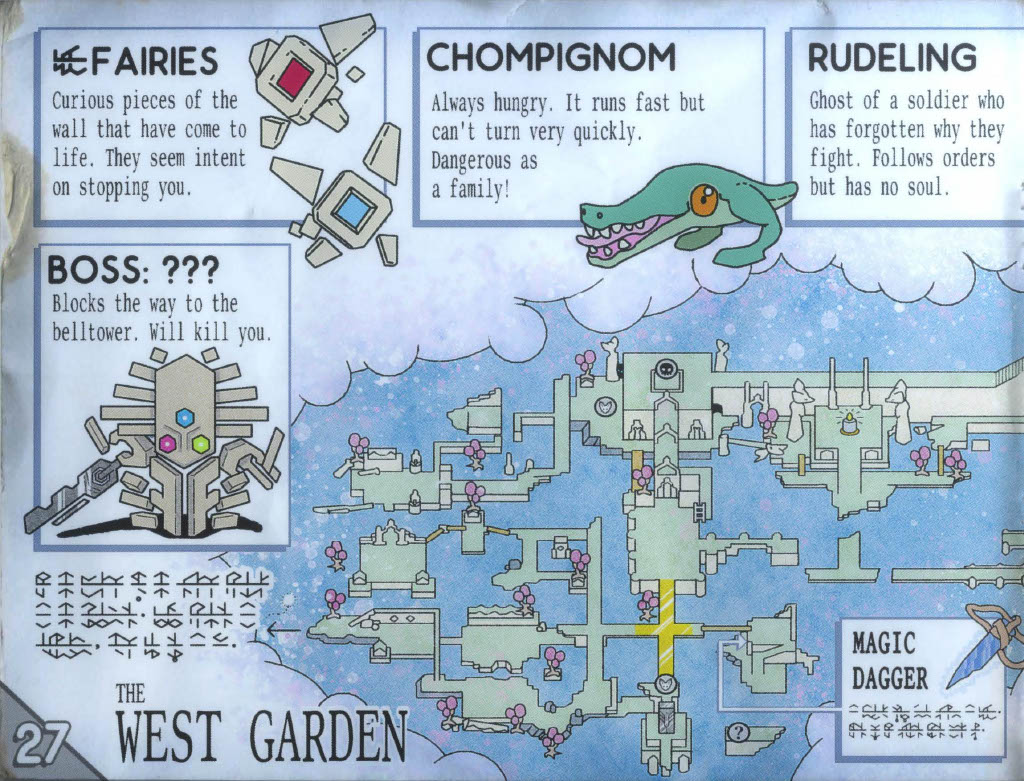 FAIRIES
Curious pieces of the
wall that have come to
life. They seem intent
on stopping you.
CHOMPIGNOM
Always hungry. It runs fast but
can't turn very quickly.
Dangerous as
a family!
RUDELING
Ghost of a soldier who
has forgotten why they
fight. Follows orders
but has no soul.
BOSS: ???
Blocks the way to the
belltower. Will kill you.
?
MAGIC
DAGGER
THE
WEST GARDEN
27